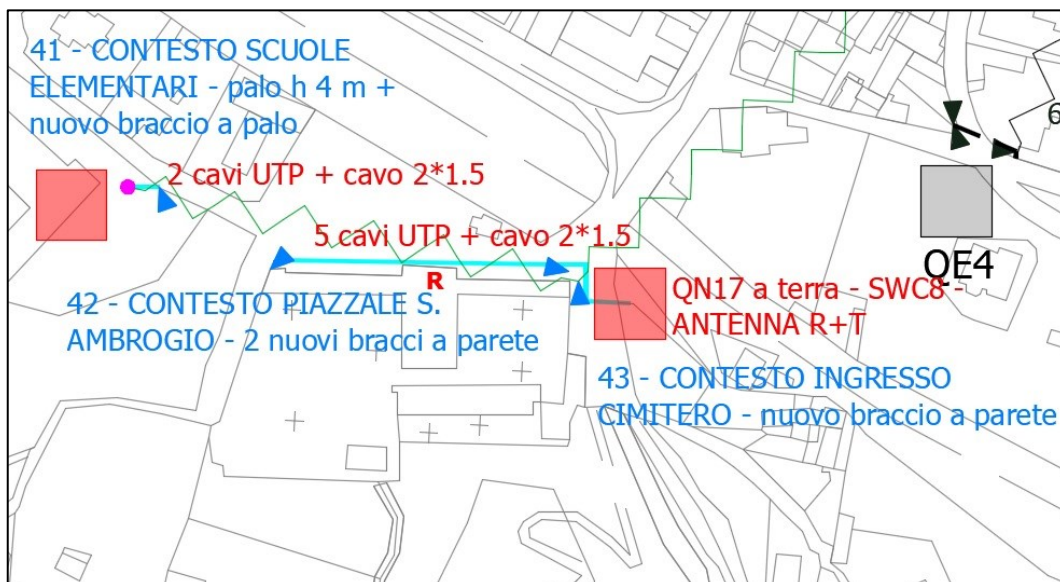 41 - CONTESTO SCUOLE
ELEMENTARI - palo h 4 m +
nuovo braccio a palo
6
2 cavi UTP + cavo 2*1.5
5 cavi UTP + cavo 2*1.5
R
QE4
42 - CONTESTO PIAZZALE S.
AMBROGIO - 2 nuovi bracci a parete
QN17 a terra - SWC8 -
ANTENNA R+T
43 - CONTESTO INGRESSO
CIMITERO - nuovo braccio a parete